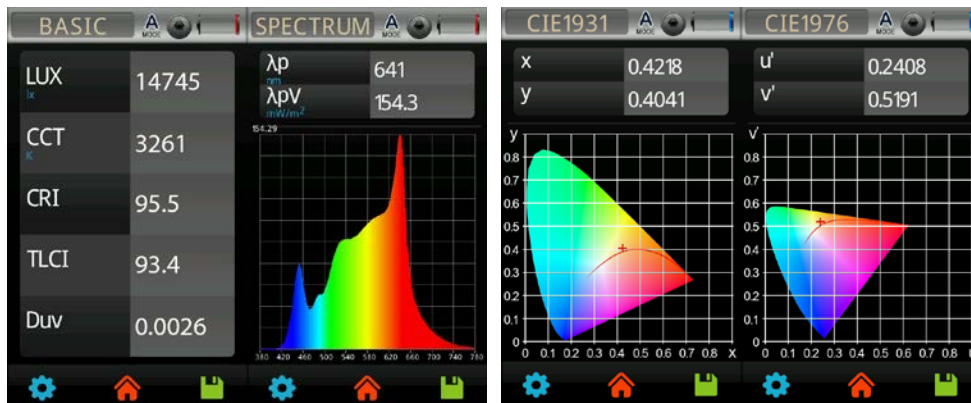 BASIC
A
MODE
LUX
lx
14745
CCT
K
3261
CRI
95.5
TLCI
93.4
Duv
0.0026
SPECTRUM
A
MODE
λp
nm
641
λpV
mW/m²
154.3
154.29
380 420 460 500 540 580 620 660 700 740 780
CIE1931
A
MODE
x
0.4218
y
0.4041
y
0.8
0.7
0.6
0.5
0.4
0.3
0.2
0.1
0
0 0.1 0.2 0.3 0.4 0.5 0.6 0.7 0.8 x
CIE1976
A
MODE
u'
0.2408
v'
0.5191
v'
0.8
0.7
0.6
0.5
0.4
0.3
0.2
0.1
0
0 0.1 0.2 0.3 0.4 0.5 0.6 0.7 0.8